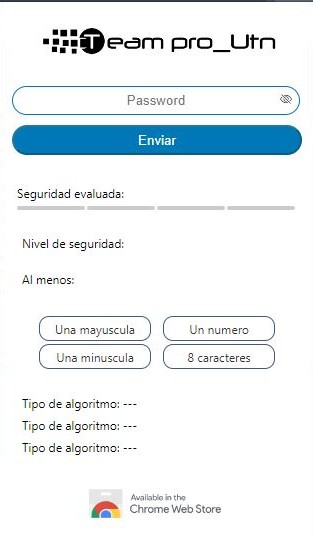 Team pro_Utn
Password
Enviar
Seguridad evaluada:
Nivel de seguridad:
Al menos:
Una mayuscula
Un numero
Una minuscula
8 caracteres
Tipo de algoritmo: ---
Tipo de algoritmo: ---
Tipo de algoritmo: ---
Available in the
Chrome Web Store